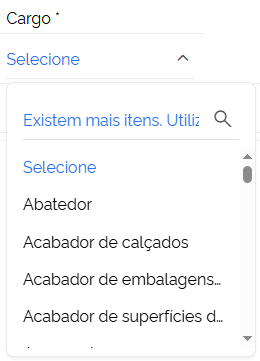 Cargo *
Selecione
Existem mais itens. Utiliz
Selecione
Abatedor
Acabador de calçados
Acabador de embalagens...
Acabador de superfícies d...